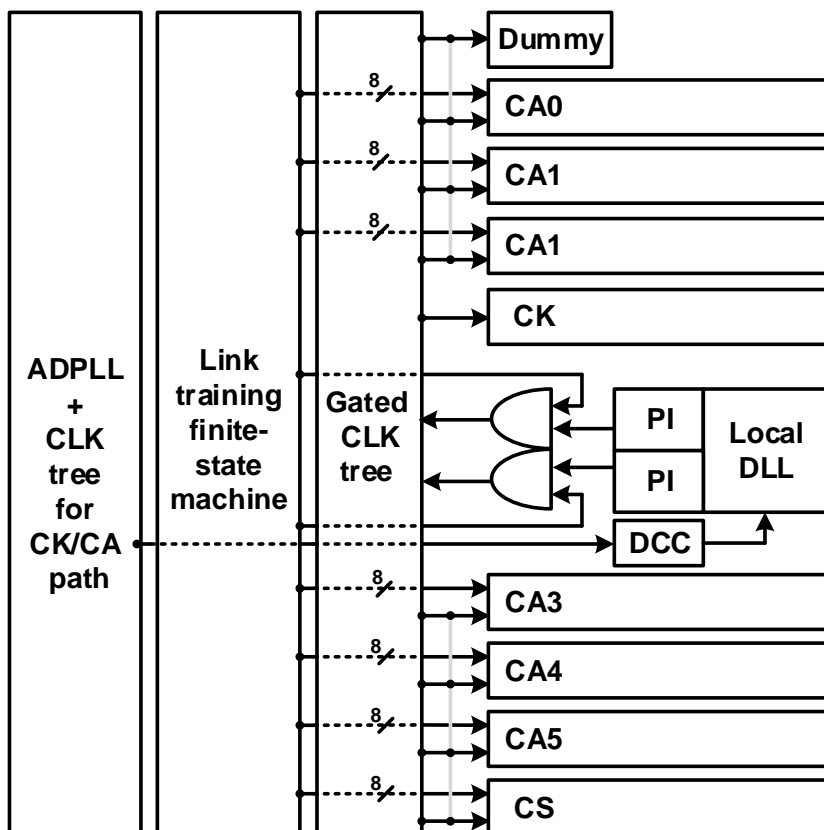 Dummy
8
CA0
8
CA1
8
CA1
CK
ADPLL
+
CLK
tree
for
CK/CA
path
Link
training
finite-
state
machine
Gated
CLK
tree
PI
PI
Local
DLL
DCC
8
CA3
8
CA4
8
CA5
8
CS